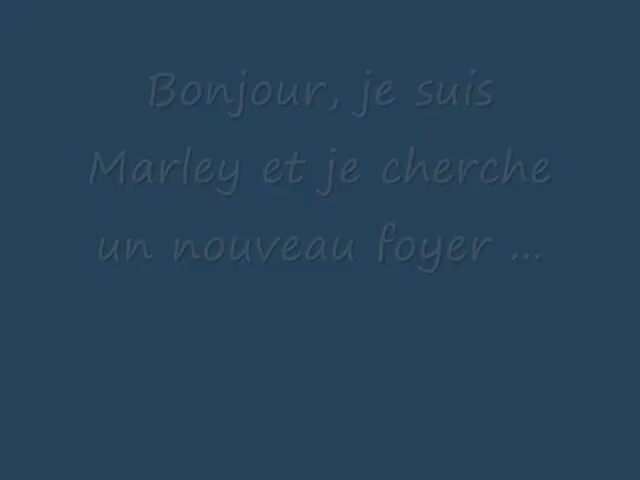 Bonjour, je suis
Marley et je cherche
un nouveau foyer ...